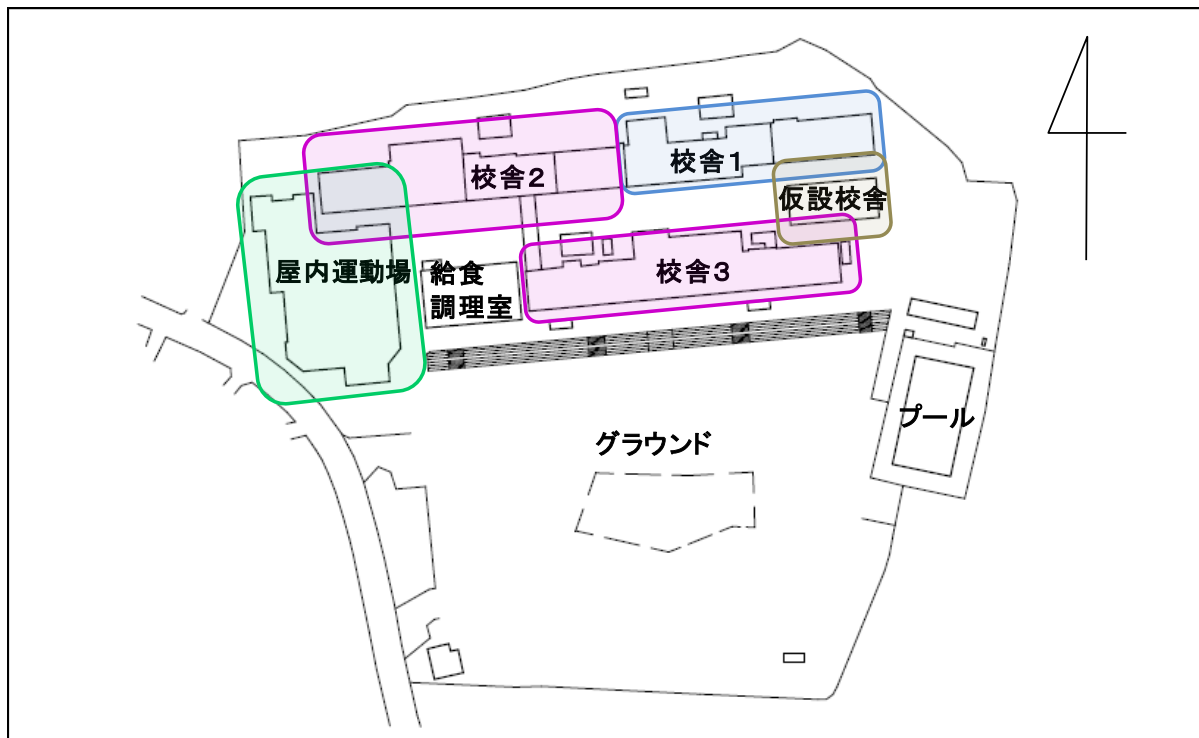 校舎1
校舎2
仮設校舎
校舎3
屋内運動場
給食
調理室
プール
グラウンド